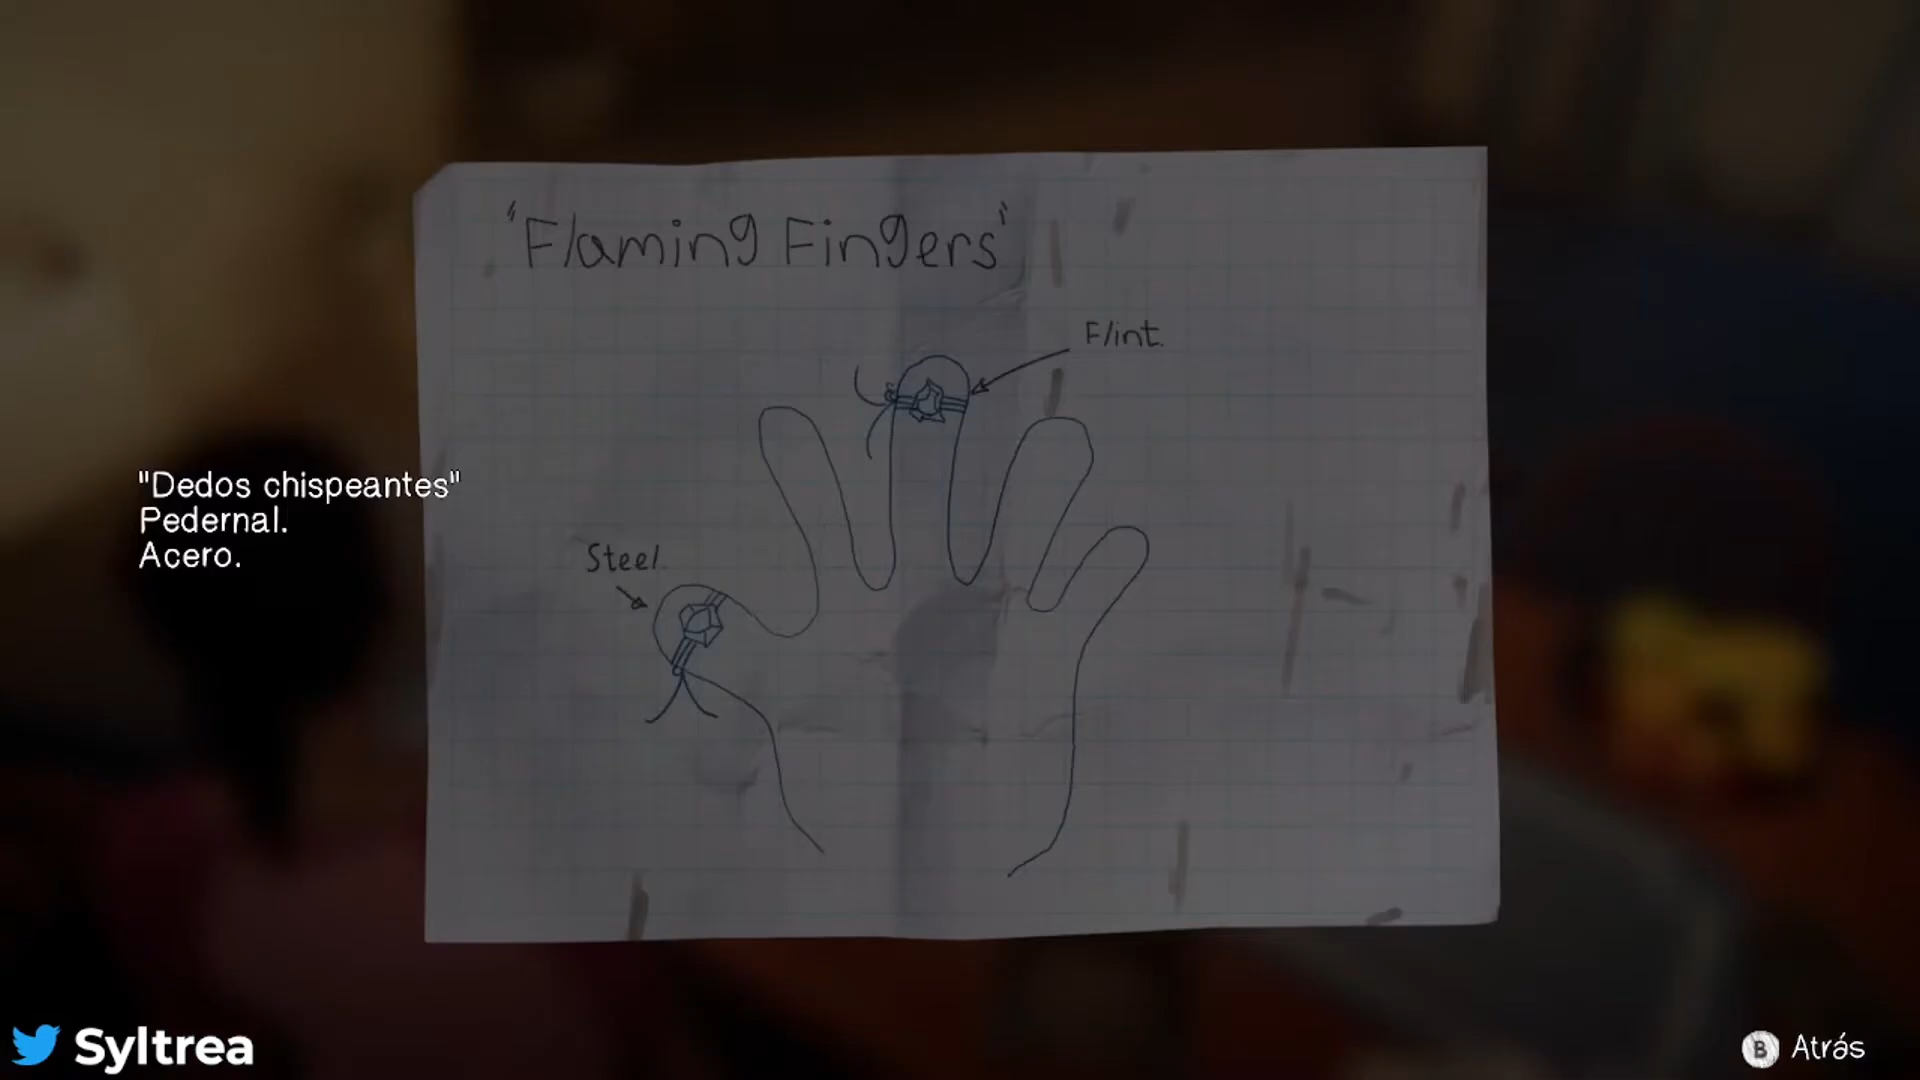 "Flaming Fingers"
Flint.
Steel.
"Dedos chispeantes"
Pedernal.
Acero.
Syltrea
B Atrás